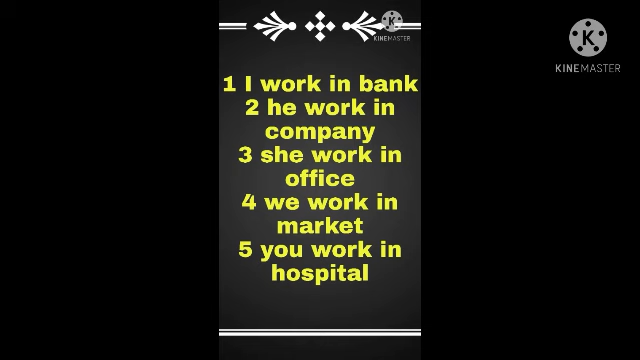 KINEMASTER
KINEMASTER
1 I work in bank
2 he work in
company
3 she work in
office
4 we work in
market
5 you work in
hospital